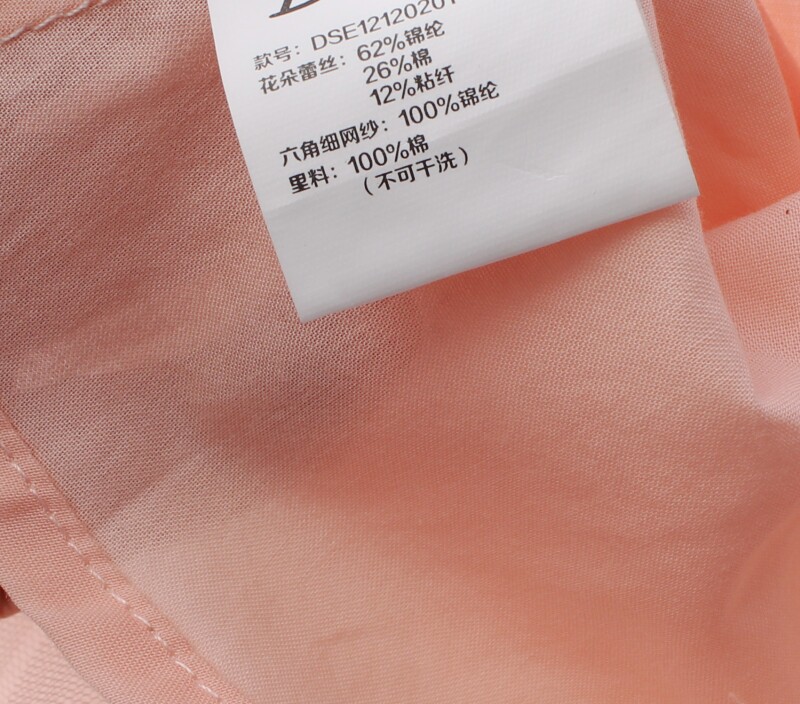 款号：DSE12120201
花朵蕾丝：62%锦纶
26%棉
12%粘纤
六角细网纱：100%锦纶
里料：100%棉
（不可干洗）